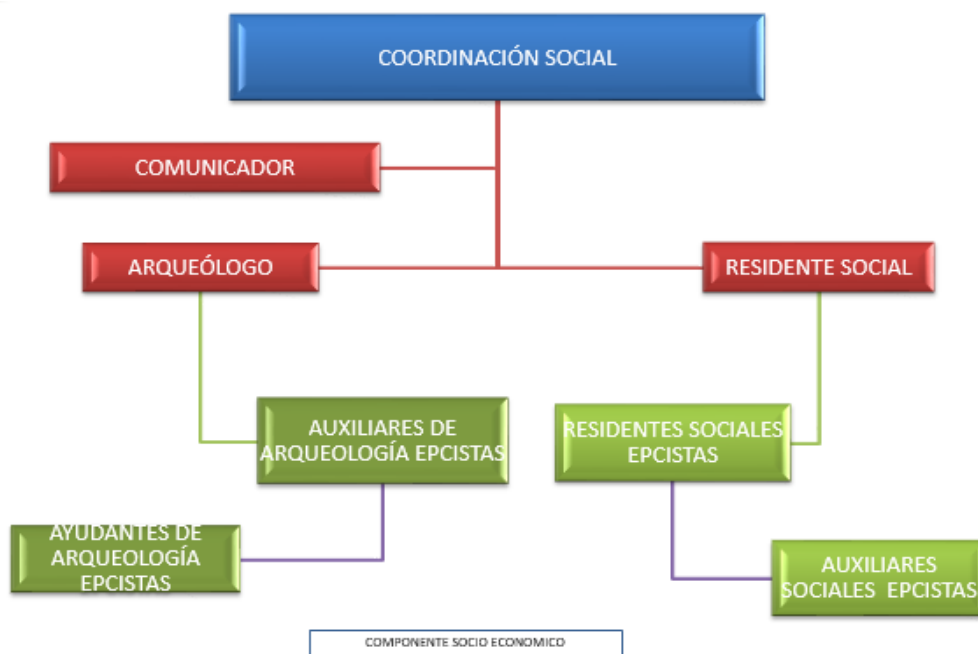 COORDINACIÓN SOCIAL
COMUNICADOR
ARQUEÓLOGO
RESIDENTE SOCIAL
AUXILIARES DE
ARQUEOLOGÍA EPCISTAS
RESIDENTES SOCIALES
EPCISTAS
AYUDANTES DE
ARQUEOLOGÍA
EPCISTAS
AUXILIARES
SOCIALES EPCISTAS
COMPONENTE SOCIO ECONOMICO